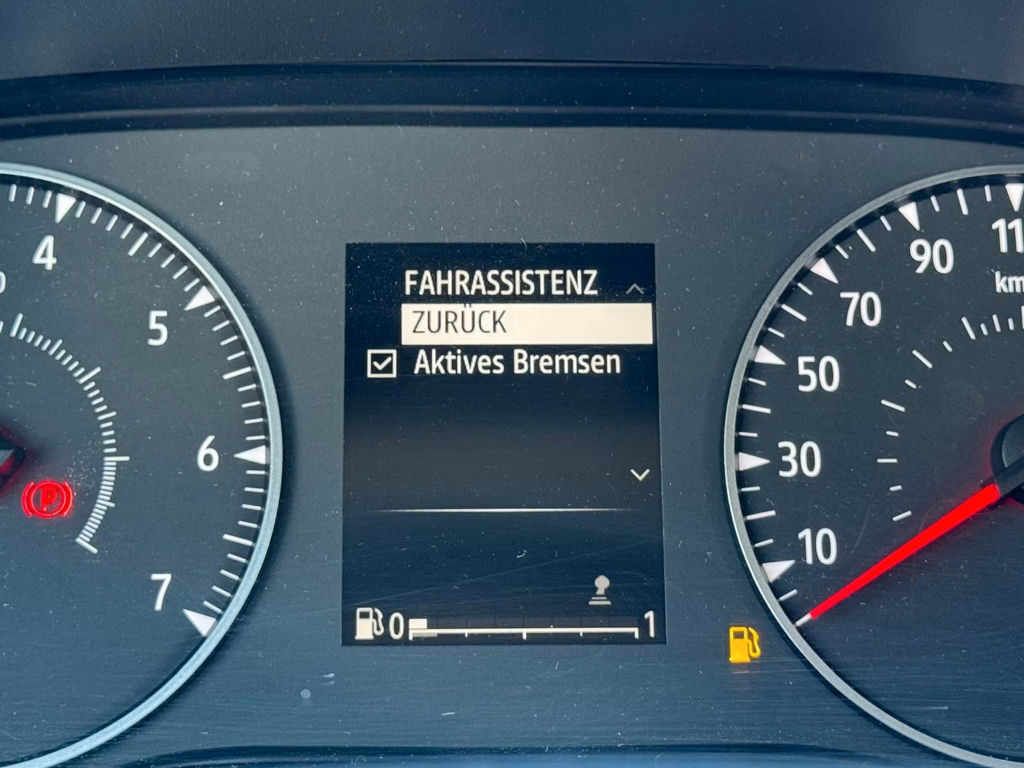 FAHRASSISTENZ
ZURÜCK
Aktives Bremsen
0
1
4
5
6
7
P
10
30
50
70
90